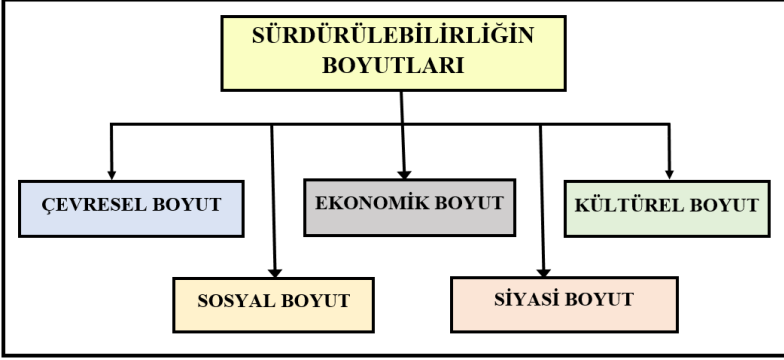 SÜRDÜRÜLEBİLİRLİĞİN
BOYUTLARI
ÇEVRESEL BOYUT
EKONOMİK BOYUT
KÜLTÜREL BOYUT
SOSYAL BOYUT
SİYASİ BOYUT